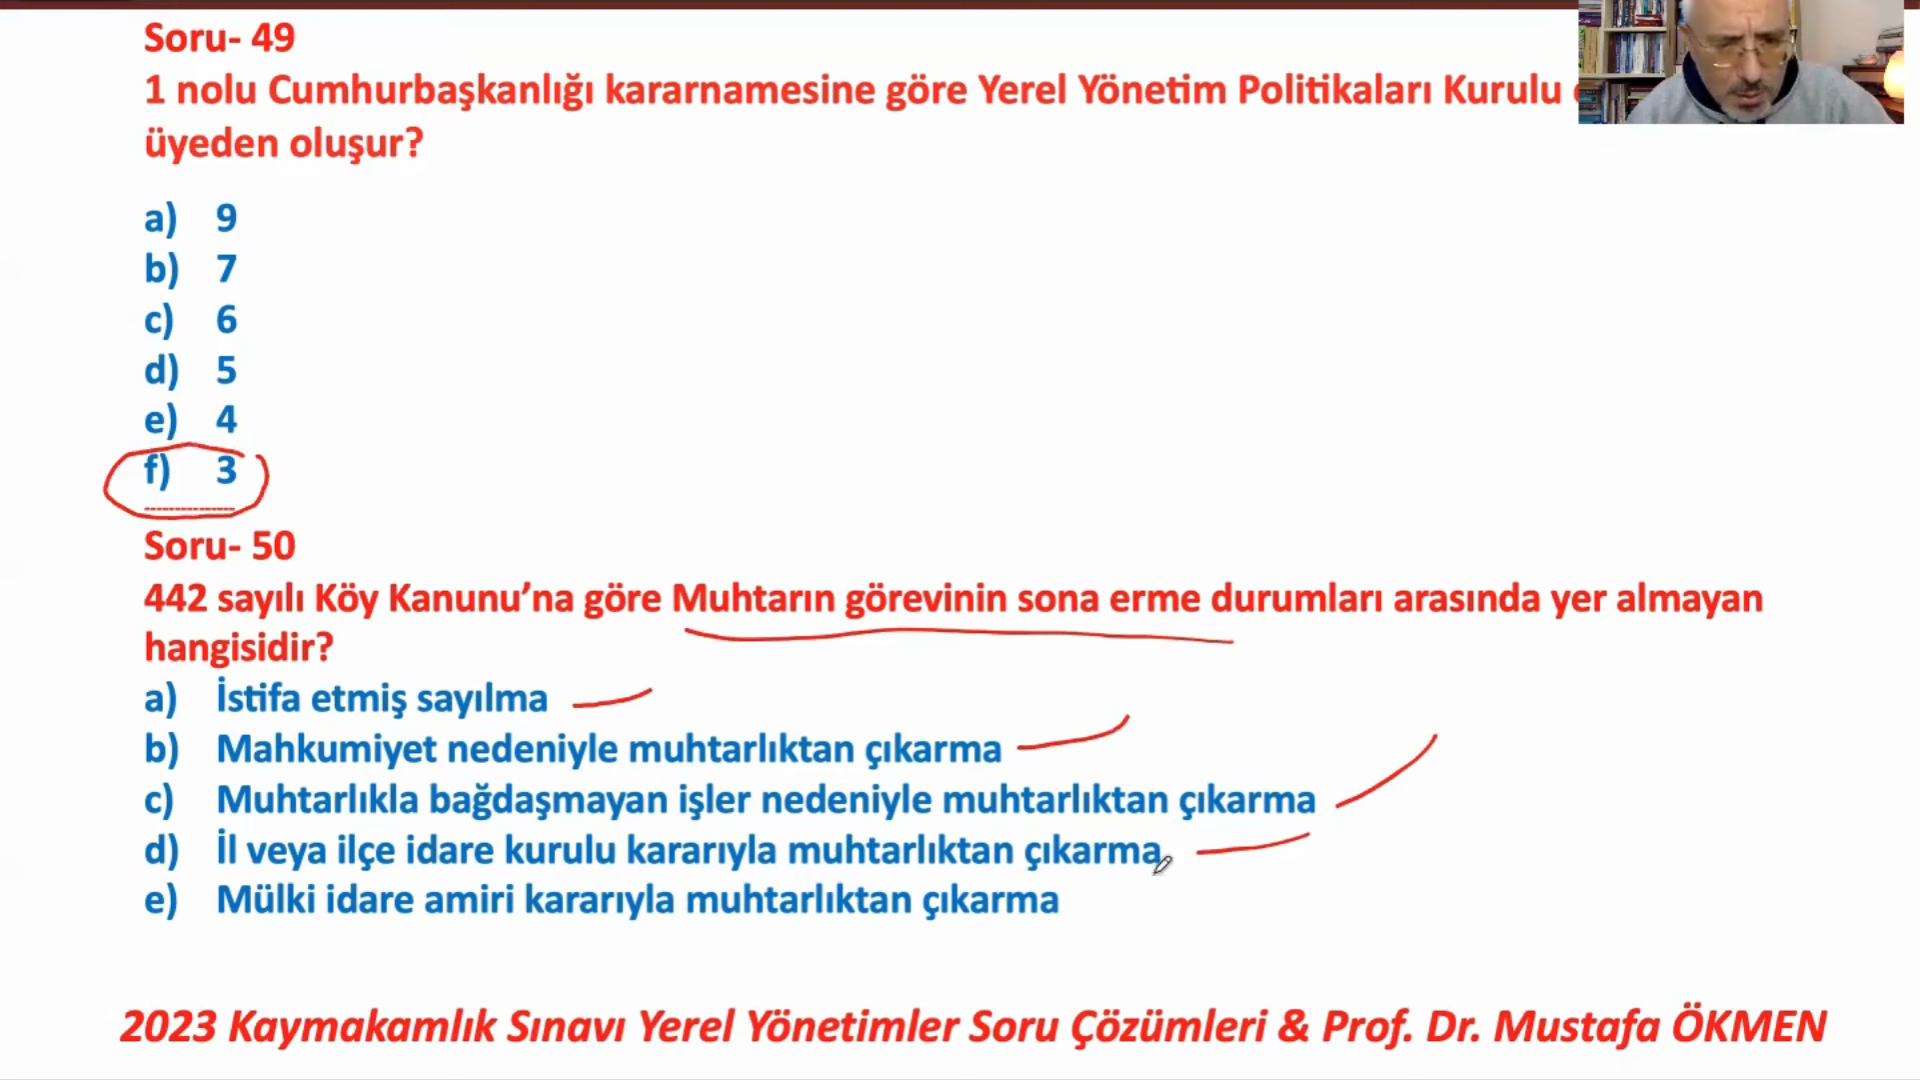 Soru- 49
1 nolu Cumhurbaşkanlığı kararnamesine göre Yerel Yönetim Politikaları Kurulu
üyeden oluşur?
a) 9
b) 7
c) 6
d) 5
e) 4
f) 3
---------------
Soru- 50
442 sayılı Köy Kanunu’na göre Muhtarın görevinin sona erme durumları arasında yer almayan
hangisidir?
a) İstifa etmiş sayılma
b) Mahkumiyet nedeniyle muhtarlıktan çıkarma
c) Muhtarlıkla bağdaşmayan işler nedeniyle muhtarlıktan çıkarma
d) İl veya ilçe idare kurulu kararıyla muhtarlıktan çıkarma
e) Mülki idare amiri kararıyla muhtarlıktan çıkarma
2023 Kaymakamlık Sınavı Yerel Yönetimler Soru Çözümleri & Prof. Dr. Mustafa ÖKMEN